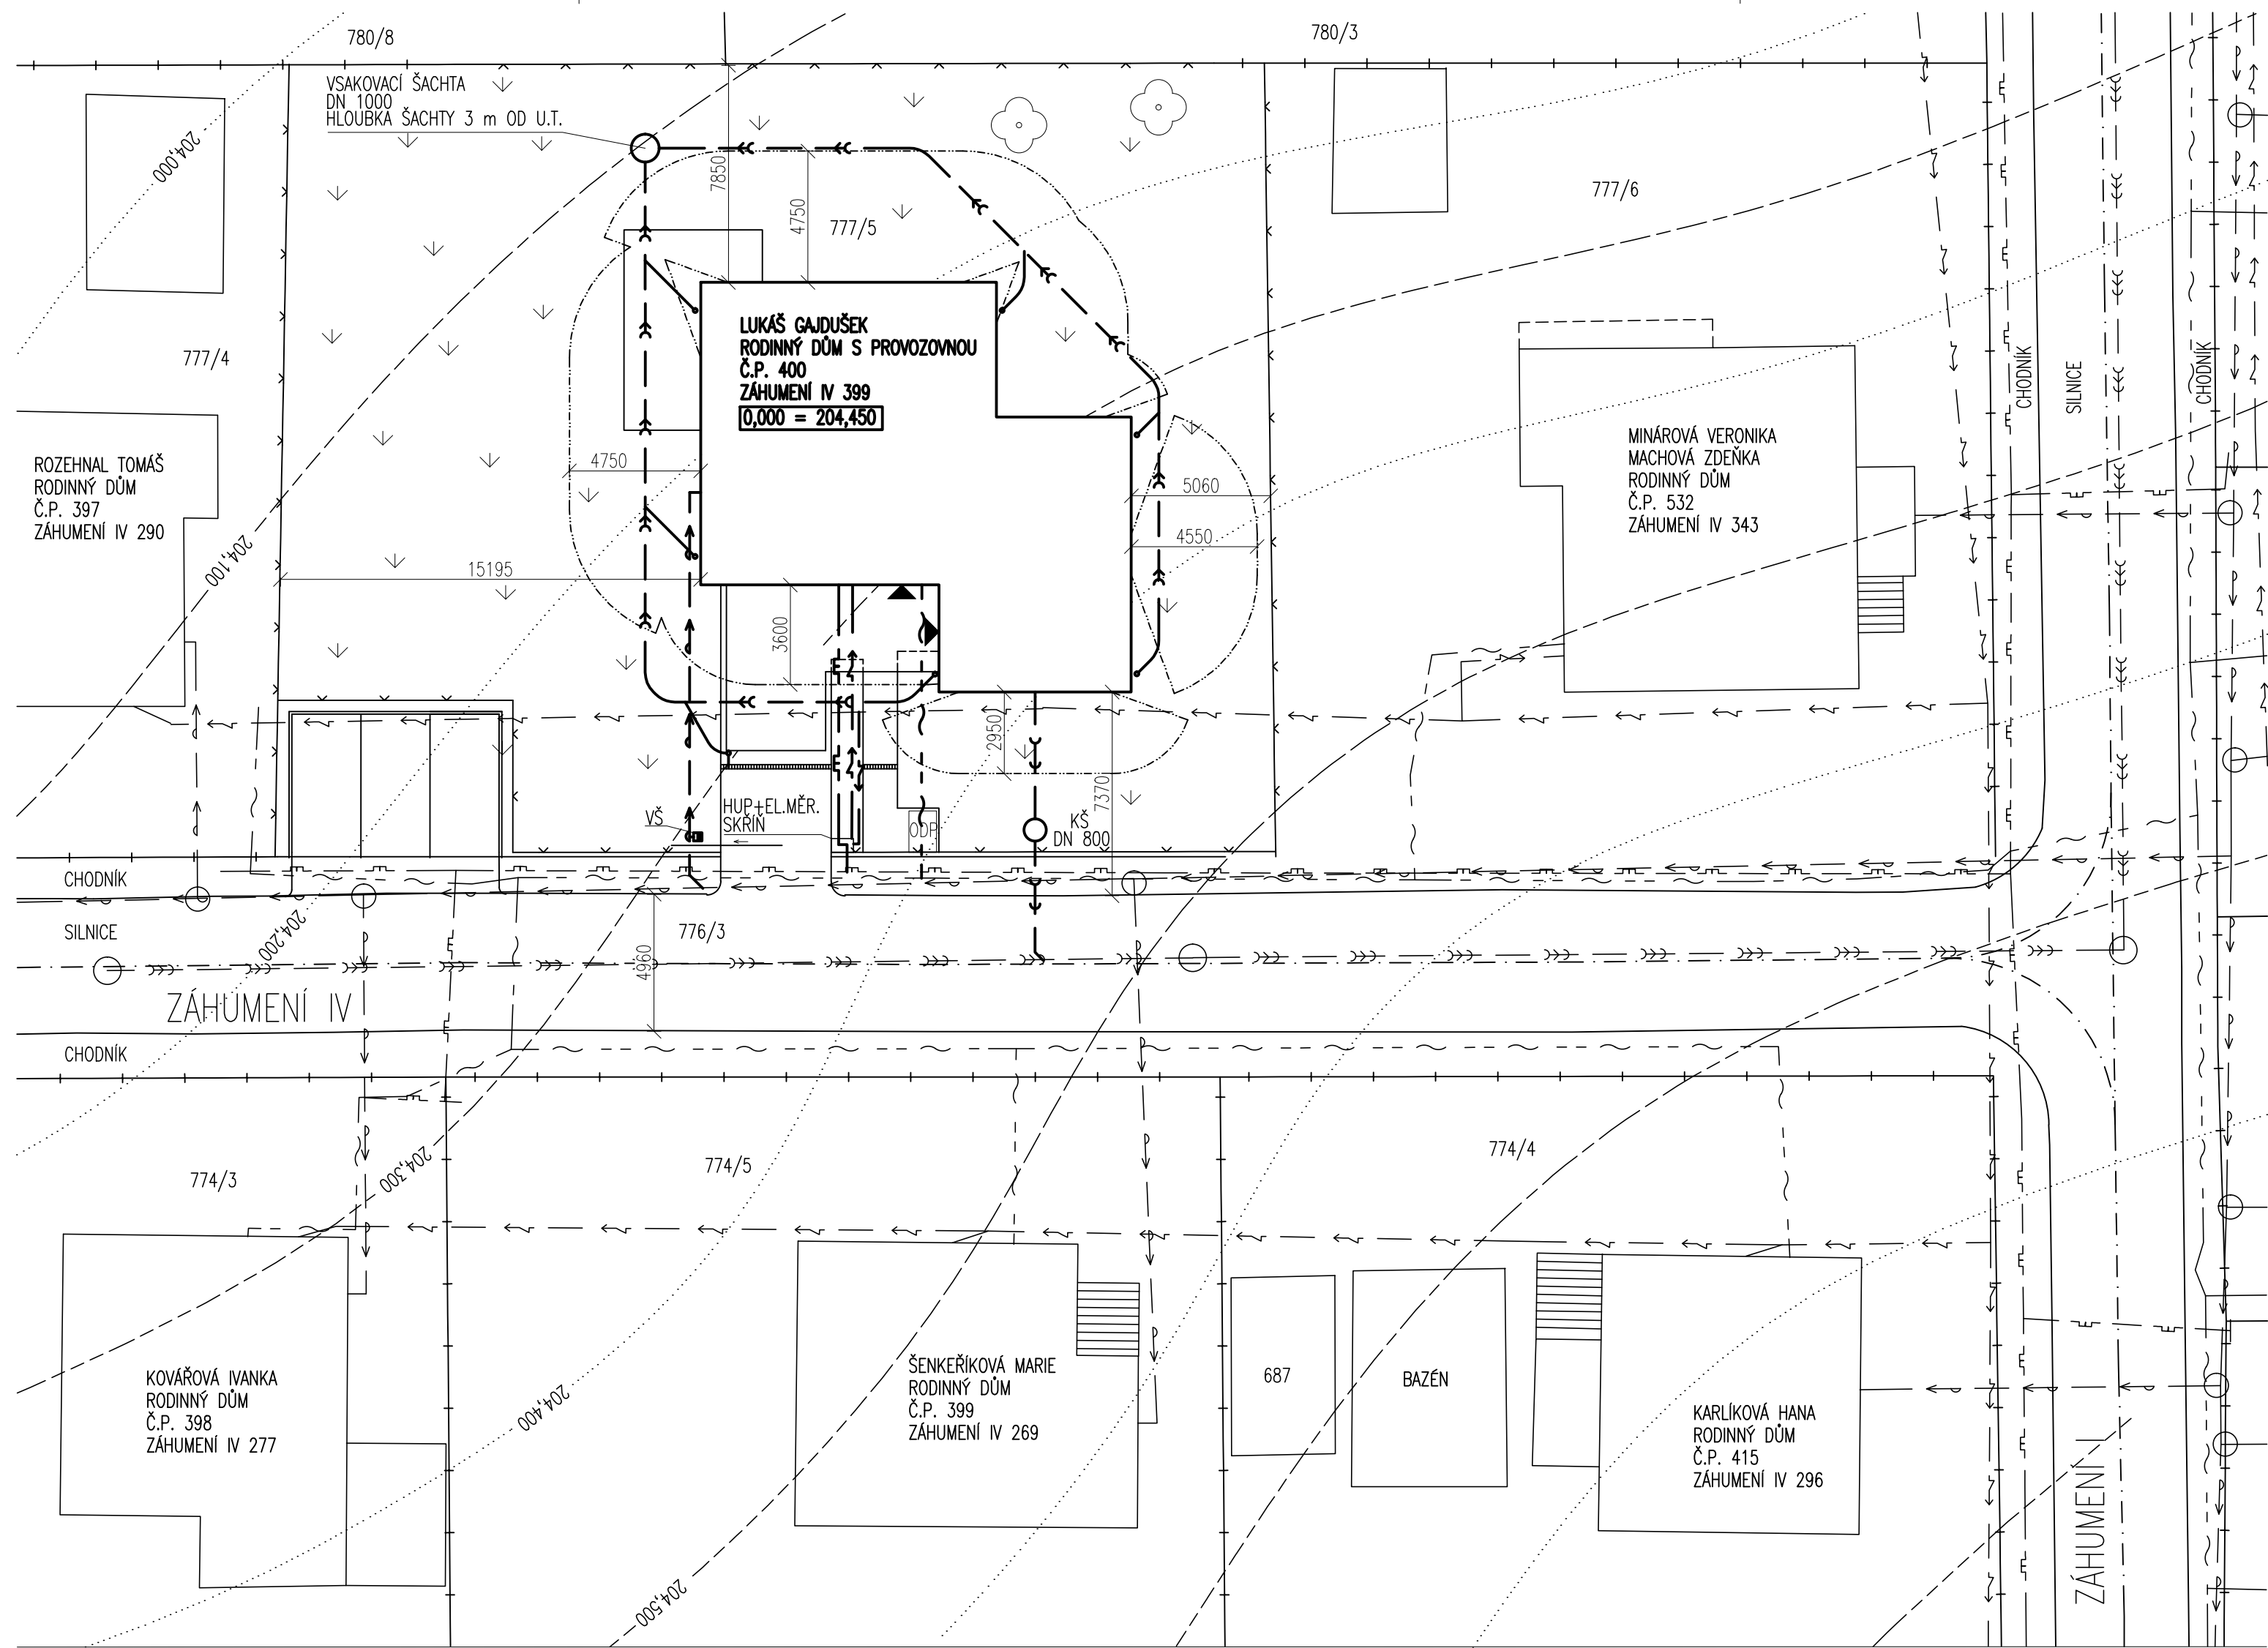 780/8
780/3
VSAKOVACÍ ŠACHTA
DN 1000
HLOUBKA ŠACHTY 3 m OD U.T.
204,000
7850
4750
777/5
777/6
777/4
LUKÁŠ GAJDUŠEK
RODINNÝ DŮM S PROVOZOVNOU
Č.P. 400
ZÁHUMENÍ IV 399
0,000 = 204,450
CHODNÍK
SILNICE
CHODNÍK
ROZEHNAL TOMÁŠ
RODINNÝ DŮM
Č.P. 397
ZÁHUMENÍ IV 290
MINÁROVÁ VERONIKA
MACHOVÁ ZDEŇKA
RODINNÝ DŮM
Č.P. 532
ZÁHUMENÍ IV 343
4750
5060
4550
204,100
15195
3600
2950
7370
VŠ
HUP+EL.MĚR.
SKŘÍŇ
ODP
KŠ
DN 800
CHODNÍK
SILNICE
204,200
776/3
4960
ZÁHUMENÍ IV
CHODNÍK
774/3
204,300
774/5
774/4
KOVÁŘOVÁ IVANKA
RODINNÝ DŮM
Č.P. 398
ZÁHUMENÍ IV 277
204,400
ŠENKEŘÍKOVÁ MARIE
RODINNÝ DŮM
Č.P. 399
ZÁHUMENÍ IV 269
687
BAZÉN
KARLÍKOVÁ HANA
RODINNÝ DŮM
Č.P. 415
ZÁHUMENÍ IV 296
204,500
ZÁHUMENÍ I